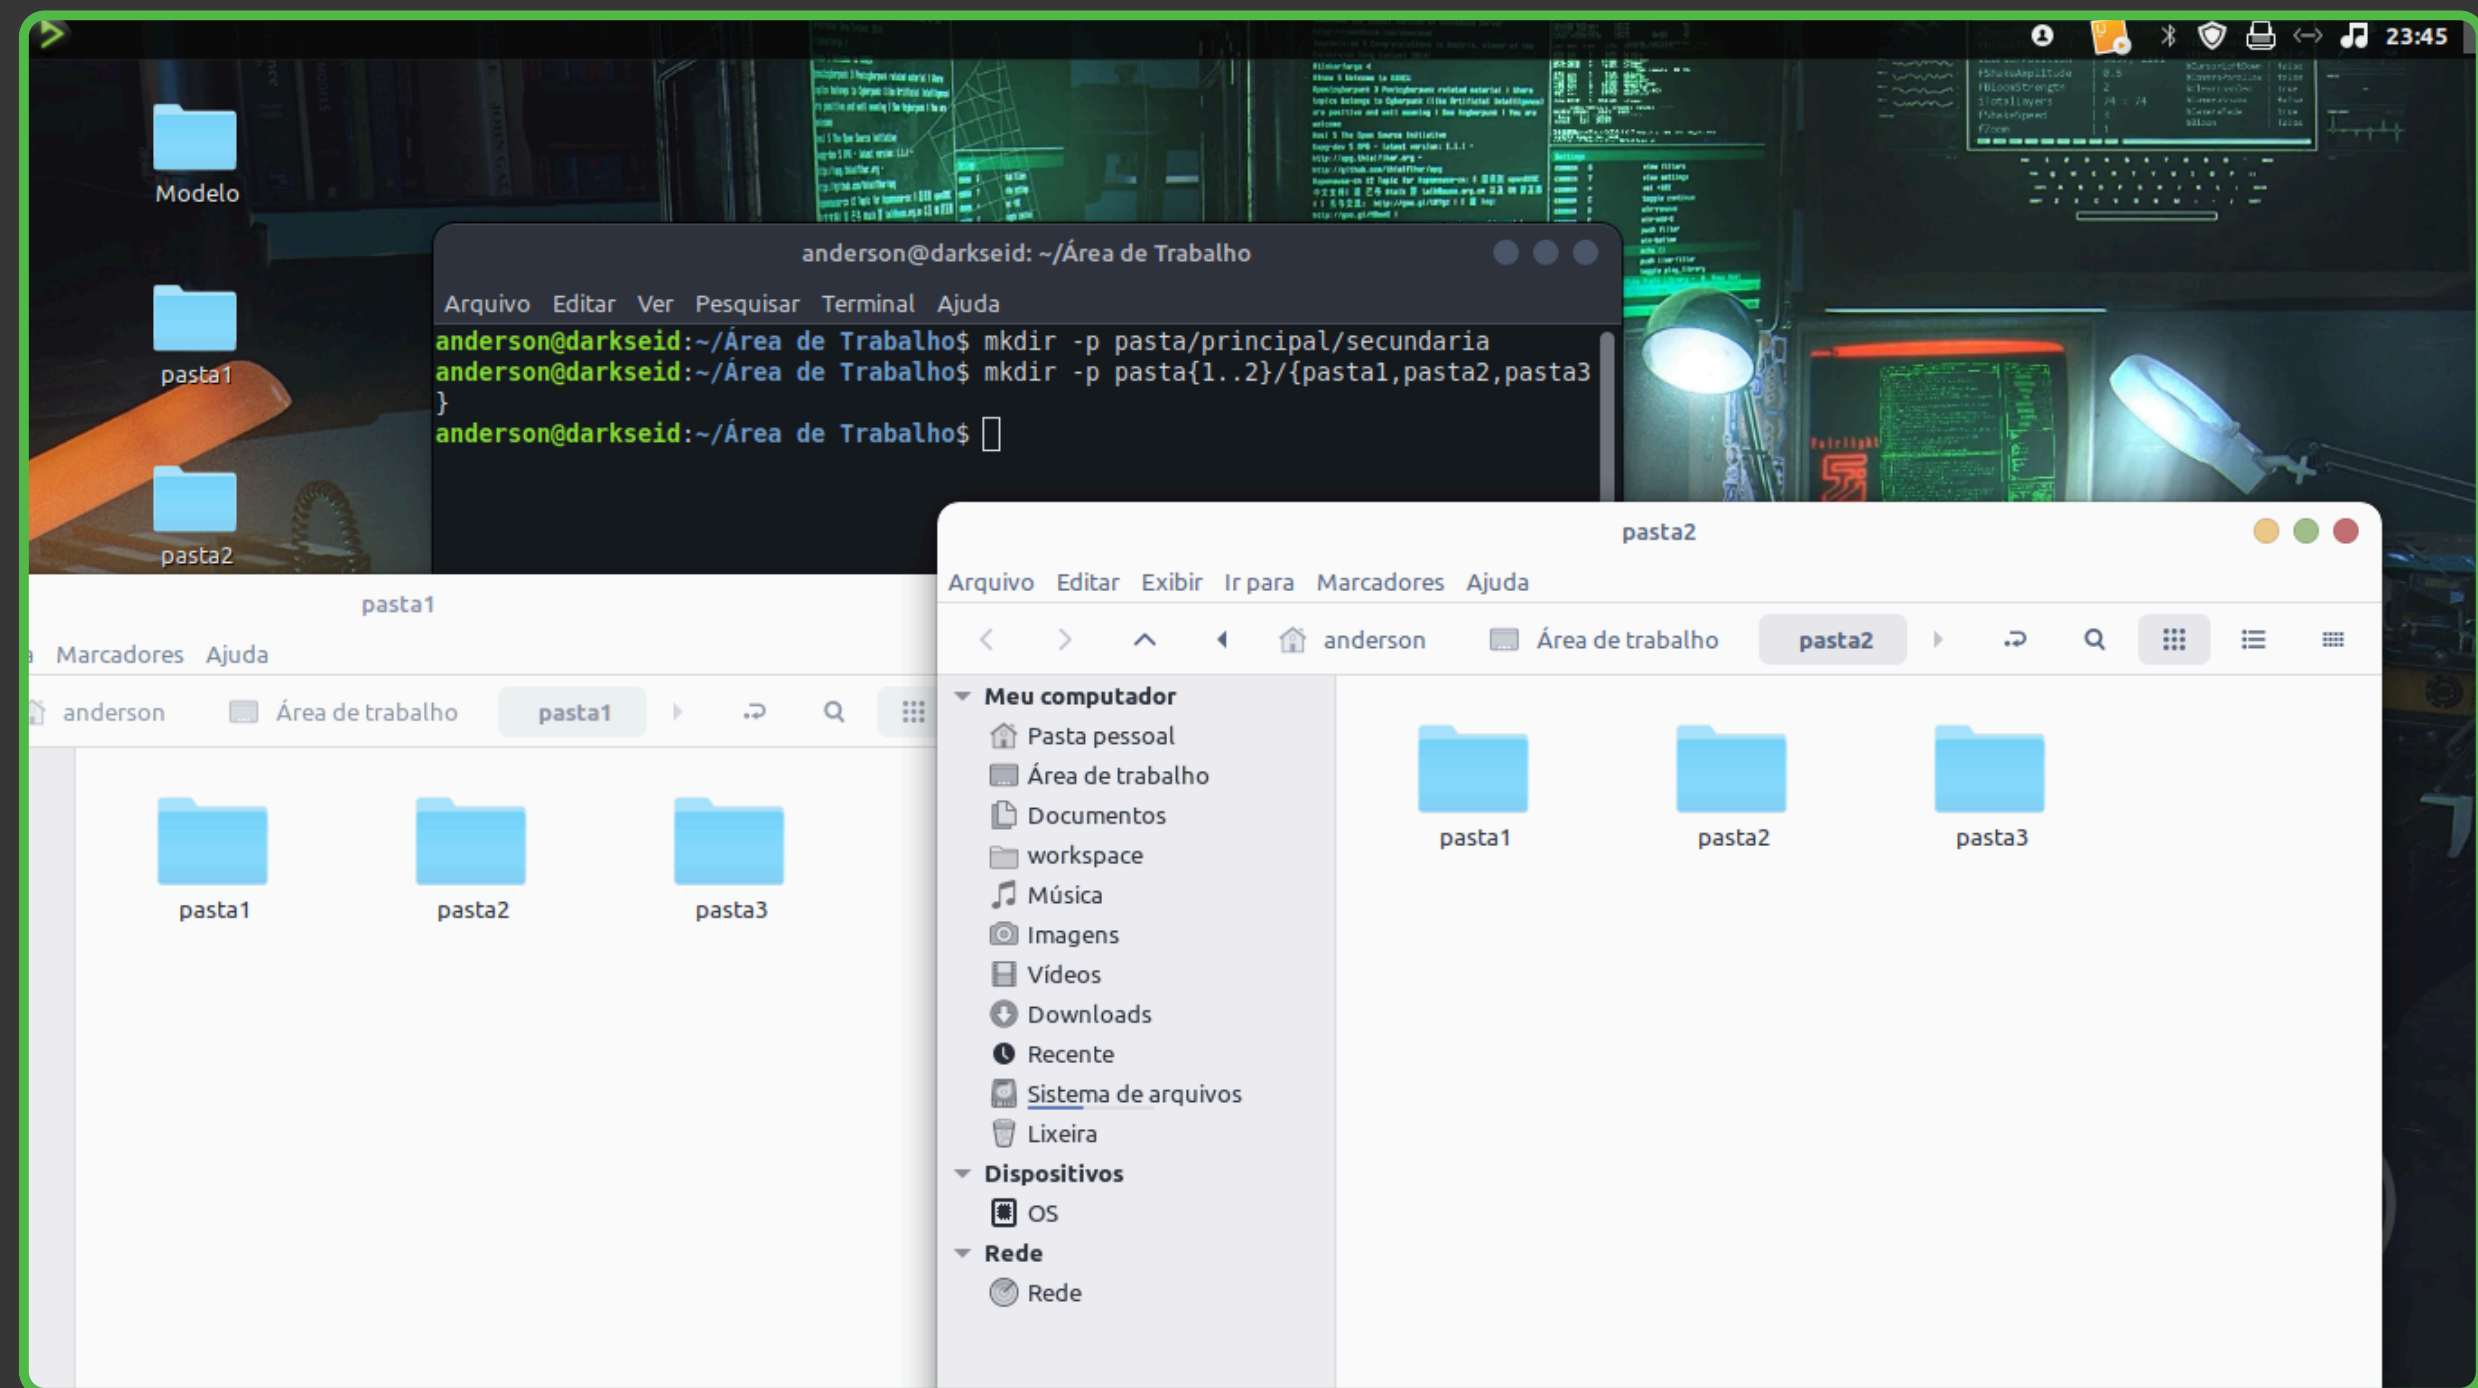 23:45
Modelo
pasta1
pasta2
anderson@darkseid: ~/Área de Trabalho
Arquivo Editar Ver Pesquisar Terminal Ajuda
anderson@darkseid:~/Área de Trabalho$ mkdir -p pasta/principal/secundaria
anderson@darkseid:~/Área de Trabalho$ mkdir -p pasta{1..2}/{pasta1,pasta2,pasta3
}
anderson@darkseid:~/Área de Trabalho$
pasta1
Marcadores Ajuda
anderson Área de trabalho pasta1
pasta1 pasta2 pasta3
pasta2
Arquivo Editar Exibir Ir para Marcadores Ajuda
anderson Área de trabalho pasta2
Meu computador
Pasta pessoal
Área de trabalho
Documentos
workspace
Música
Imagens
Vídeos
Downloads
Recente
Sistema de arquivos
Lixeira
Dispositivos
OS
Rede
Rede
pasta1 pasta2 pasta3